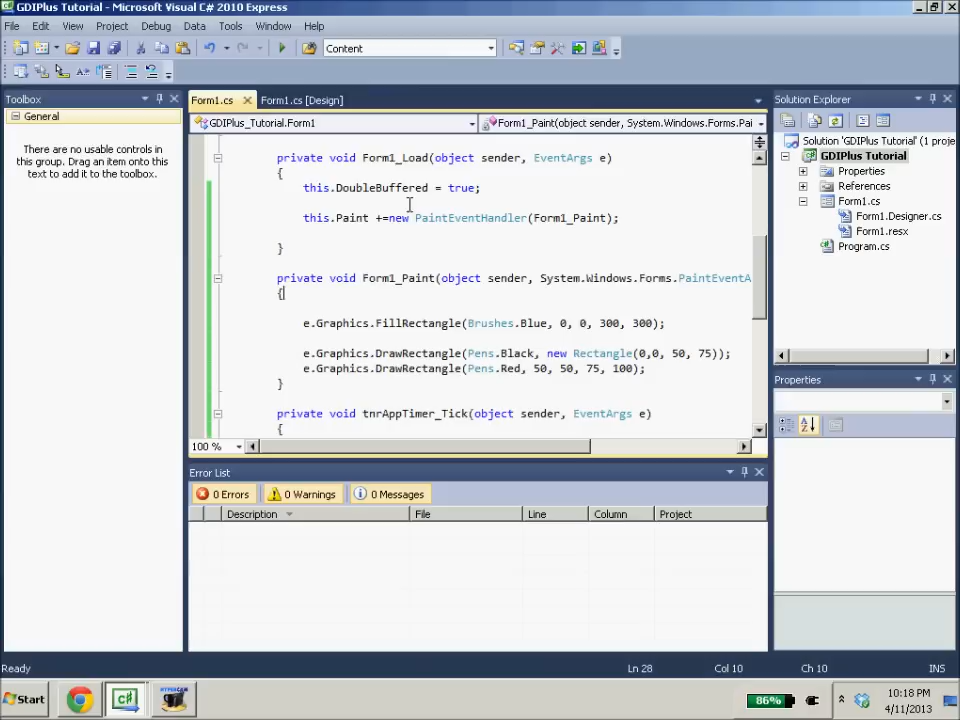 GDIPlus Tutorial - Microsoft Visual C# 2010 Express
File Edit View Project Debug Data Tools Window Help
Content
Toolbox
General
There are no usable controls in
this group. Drag an item onto this
text to add it to the toolbox.
Form1.cs
Form1.cs [Design]
GDIPlus_Tutorial.Form1
Form1_Paint(object sender, System.Windows.Forms.Pai
private void Form1_Load(object sender, EventArgs e)
{
this.DoubleBuffered = true;
this.Paint +=new PaintEventHandler(Form1_Paint);
}
private void Form1_Paint(object sender, System.Windows.Forms.PaintEventA
{
e.Graphics.FillRectangle(Brushes.Blue, 0, 0, 300, 300);
e.Graphics.DrawRectangle(Pens.Black, new Rectangle(0,0, 50, 75));
e.Graphics.DrawRectangle(Pens.Red, 50, 50, 75, 100);
}
private void tnrAppTimer_Tick(object sender, EventArgs e)
{
100 %
Solution Explorer
Solution 'GDIPlus Tutorial' (1 proje
GDIPlus Tutorial
Properties
References
Form1.cs
Form1.Designer.cs
Form1.resx
Program.cs
Properties
Error List
0 Errors
0 Warnings
0 Messages
Description File Line Column Project
Ready
Ln 28 Col 10 Ch 10 INS
Start
C#
HYPERCAM
86%
10:18 PM
4/11/2013